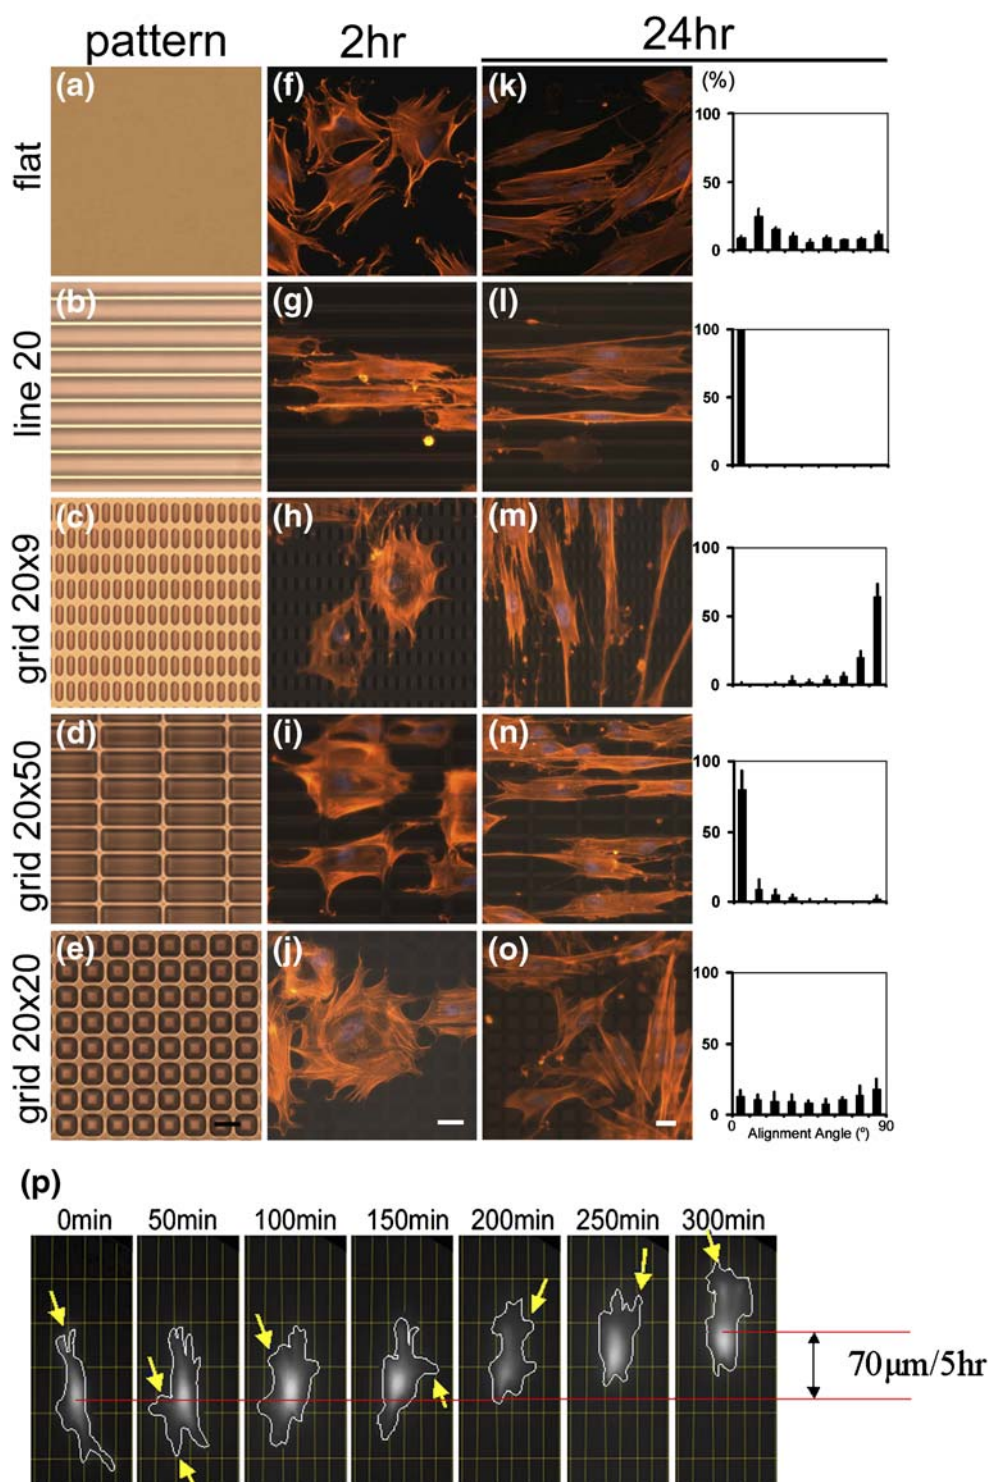 pattern 2hr 24hr
flat (a) (f) (k) (%)
100
50
0
line 20 (b) (g) (l)
100
50
0
grid 20x9 (c) (h) (m)
100
50
0
grid 20x50 (d) (i) (n)
100
50
0
grid 20x20 (e) (j) (o)
100
50
0
0 Alignment Angle (º) 90
(p)
0min 50min 100min 150min 200min 250min 300min
70μm/5hr